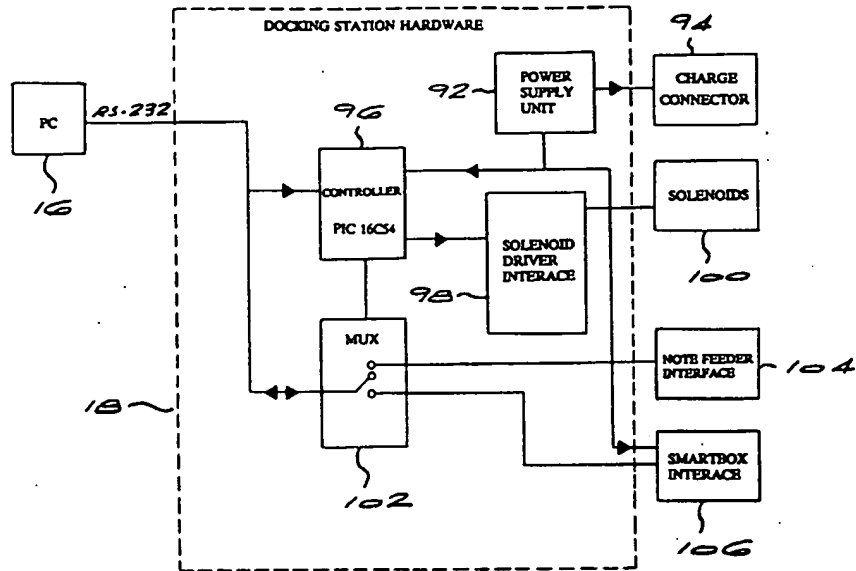 DOCKING STATION HARDWARE
94
POWER
SUPPLY
UNIT
92
CHARGE
CONNECTOR
PC
RS-232
16
96
CONTROLLER
PIC 16C54
SOLENOIDS
100
SOLENOID
DRIVER
INTERACE
98
MUX
NOTE FEEDER
INTERFACE
104
18
102
SMARTBOX
INTERACE
106